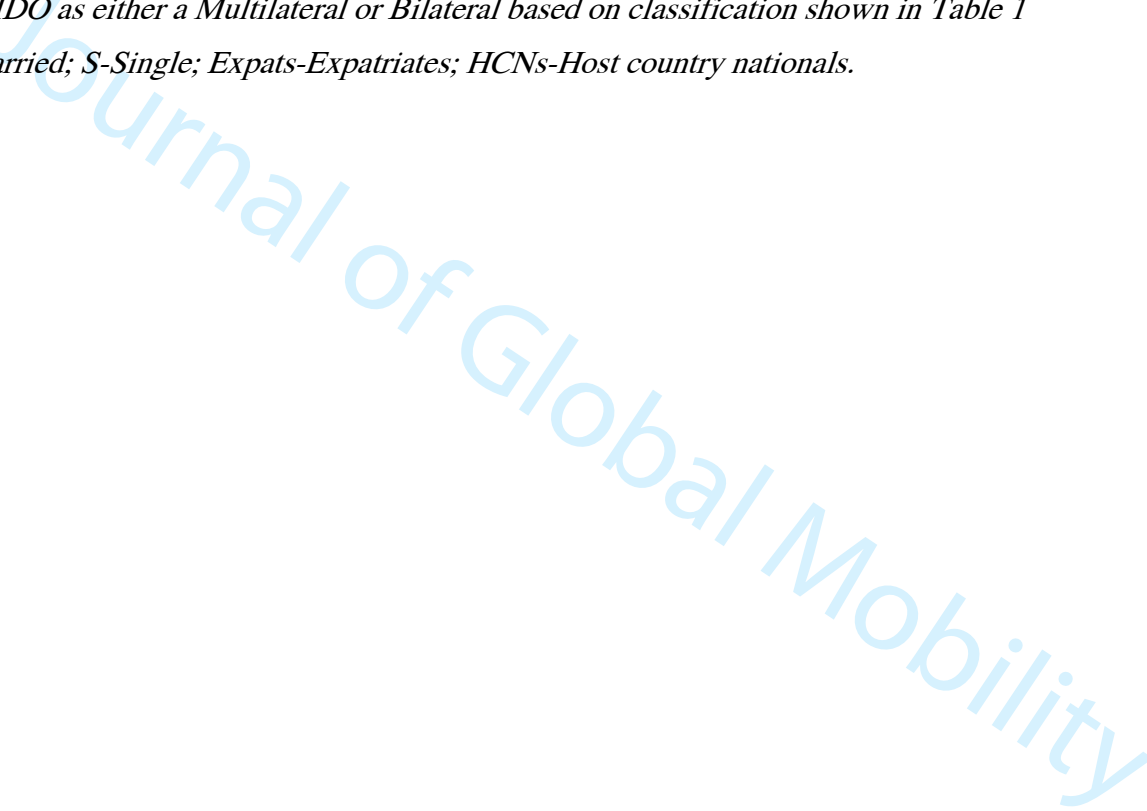 IDO as either a Multilateral or Bilateral based on classification shown in Table 1
arried; S-Single; Expats-Expatriates; HCNs-Host country nationals.
Journal of Global Mobility